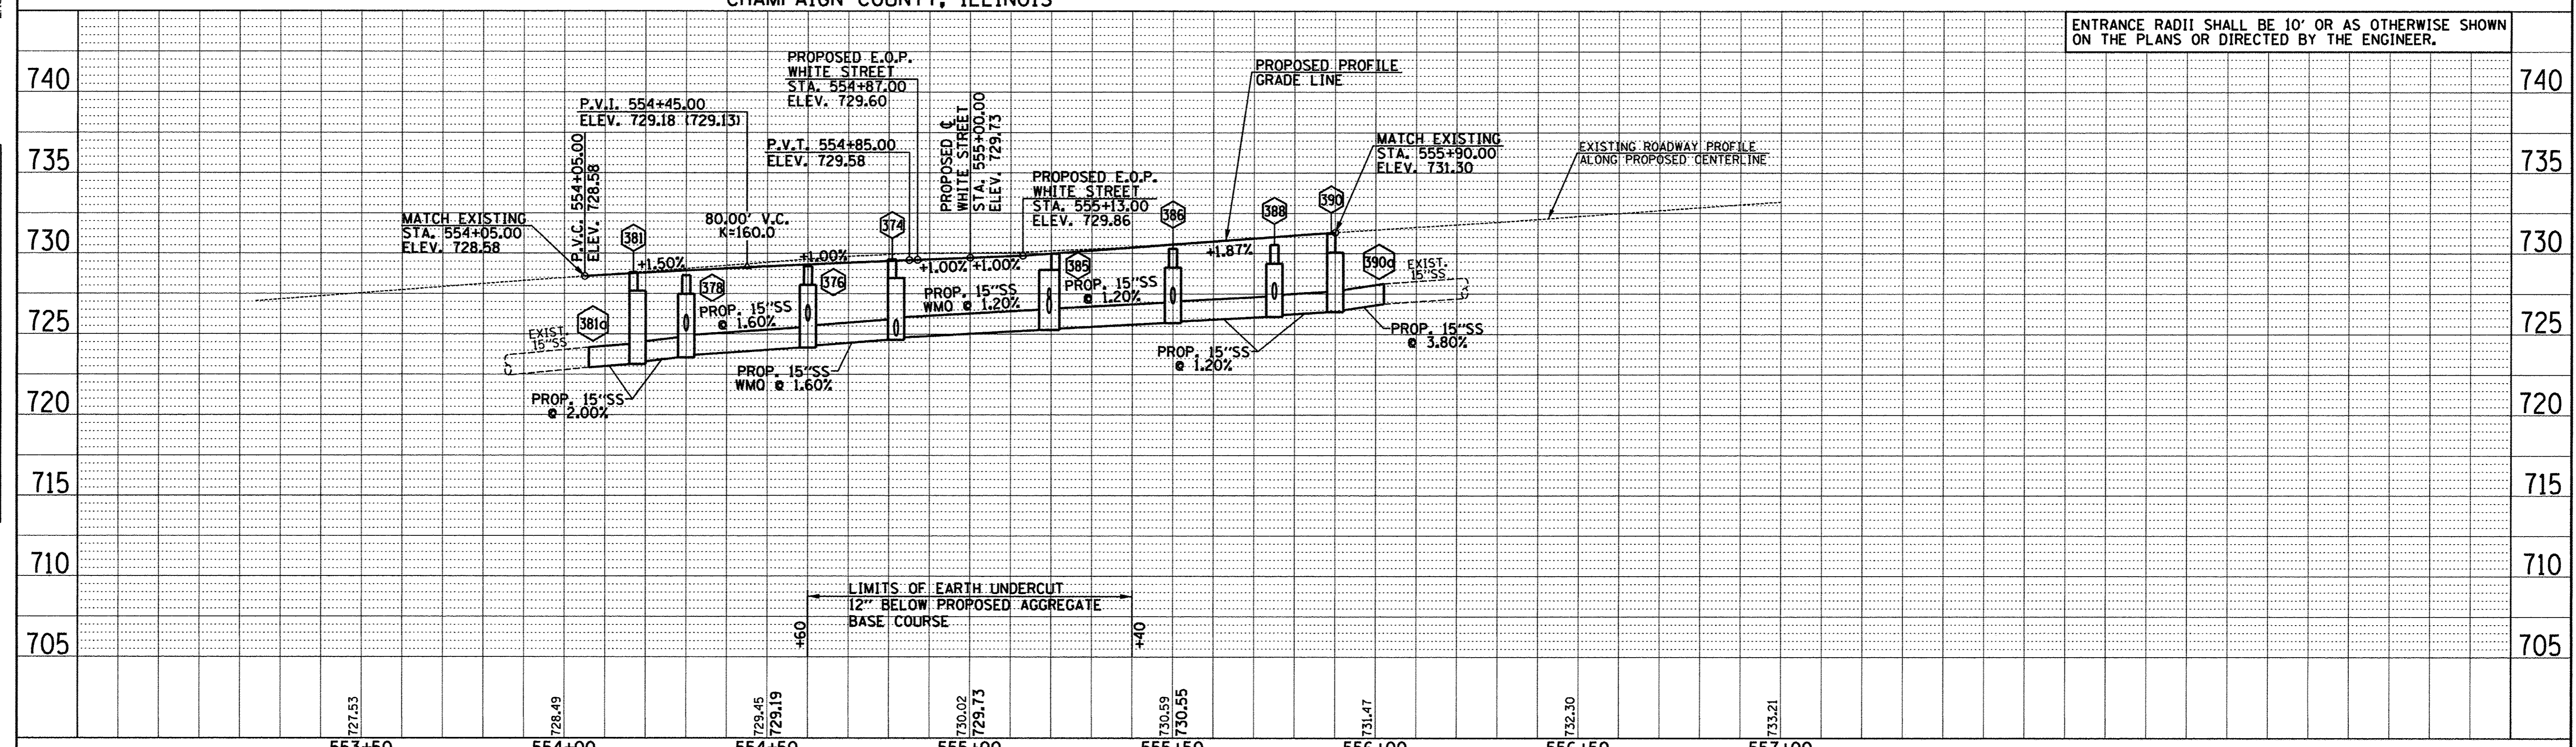 CHAMPAIGN COUNTY, ILLINOIS
ENTRANCE RADII SHALL BE 10' OR AS OTHERWISE SHOWN
ON THE PLANS OR DIRECTED BY THE ENGINEER.
740
740
735
735
730
730
725
725
720
720
715
715
710
710
705
705
MATCH EXISTING
STA. 554+05.00
ELEV. 728.58
P.V.C. 554+05.00
ELEV. 728.58
P.V.I. 554+45.00
ELEV. 729.18 (729.13)
PROPOSED E.O.P.
WHITE STREET
STA. 554+87.00
ELEV. 729.60
P.V.T. 554+85.00
ELEV. 729.58
80.00' V.C.
K=160.0
PROPOSED ℄
WHITE STREET
STA. 555+00.00
ELEV. 729.73
PROPOSED E.O.P.
WHITE STREET
STA. 555+13.00
ELEV. 729.86
PROPOSED PROFILE
GRADE LINE
MATCH EXISTING
STA. 555+90.00
ELEV. 731.30
EXISTING ROADWAY PROFILE
ALONG PROPOSED CENTERLINE
381
374
386
388
390
+1.50%
+1.00%
+1.00%
+1.00%
+1.87%
381a
378
376
385
390a
EXIST.
15"SS
PROP. 15"SS
@ 1.60%
PROP. 15"SS
WMQ @ 1.20%
PROP. 15"SS
@ 1.20%
EXIST.
15"SS
PROP. 15"SS
@ 2.00%
PROP. 15"SS
WMQ @ 1.60%
PROP. 15"SS
@ 1.20%
PROP. 15"SS
@ 3.80%
LIMITS OF EARTH UNDERCUT
12" BELOW PROPOSED AGGREGATE
BASE COURSE
+60
+40
727.53
728.49
729.45
729.19
730.02
729.73
730.59
730.55
731.47
732.30
733.21
553+50
554+00
554+50
555+00
555+50
556+00
556+50
557+00